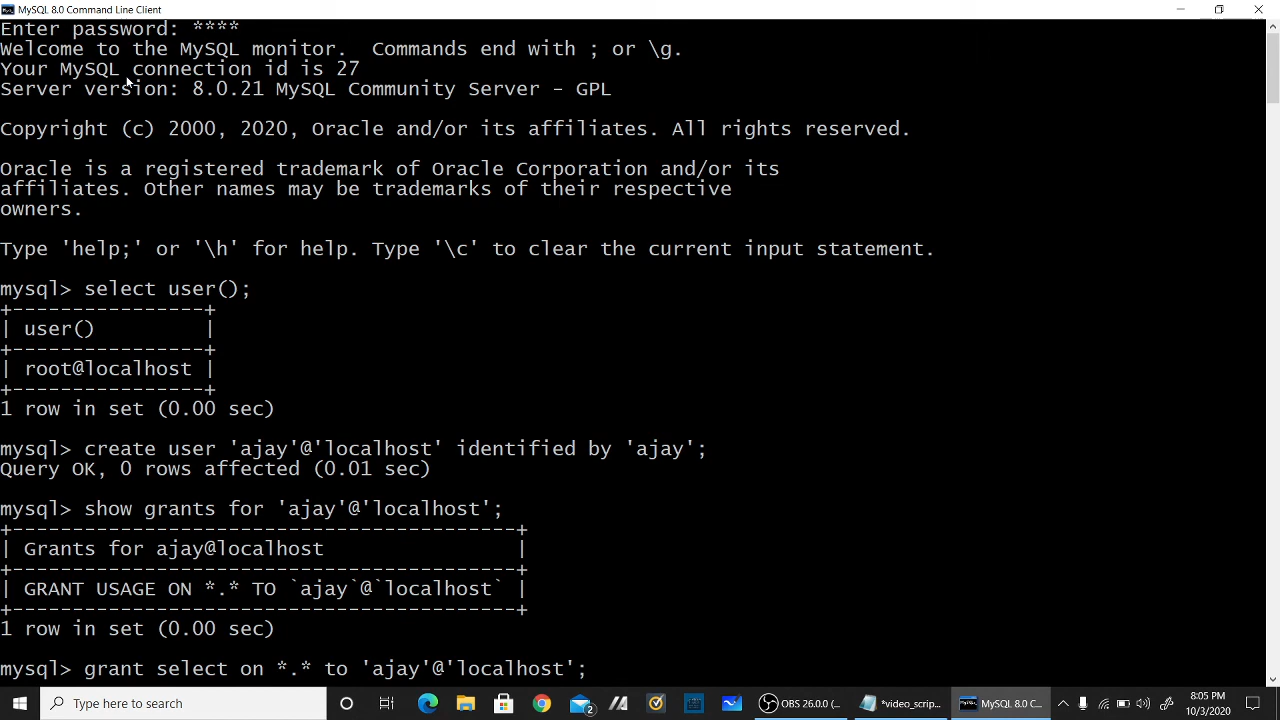 MySQL 8.0 Command Line Client
Enter password: ****
Welcome to the MySQL monitor.  Commands end with ; or \g.
Your MySQL connection id is 27
Server version: 8.0.21 MySQL Community Server - GPL
Copyright (c) 2000, 2020, Oracle and/or its affiliates. All rights reserved.
Oracle is a registered trademark of Oracle Corporation and/or its
affiliates. Other names may be trademarks of their respective
owners.
Type 'help;' or '\h' for help. Type '\c' to clear the current input statement.
mysql> select user();
+----------------+
| user()         |
+----------------+
| root@localhost |
+----------------+
1 row in set (0.00 sec)
mysql> create user 'ajay'@'localhost' identified by 'ajay';
Query OK, 0 rows affected (0.01 sec)
mysql> show grants for 'ajay'@'localhost';
+------------------------------------------+
| Grants for ajay@localhost                |
+------------------------------------------+
| GRANT USAGE ON *.* TO `ajay`@`localhost` |
+------------------------------------------+
1 row in set (0.00 sec)
mysql> grant select on *.* to 'ajay'@'localhost';
Type here to search
2
OBS 26.0.0 (...
*video_scrip...
MySQL 8.0 C...
8:05 PM
10/3/2020